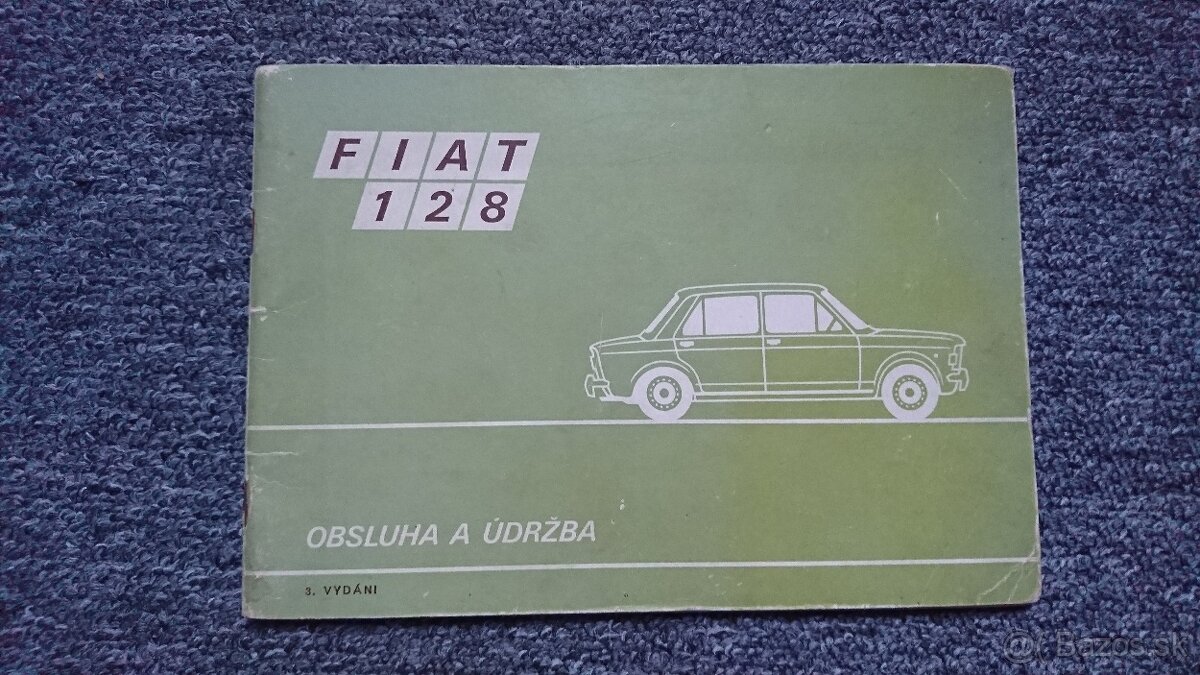 FIAT
128
OBSLUHA A ÚDRŽBA
3. VYDÁNI
Bazos.sk